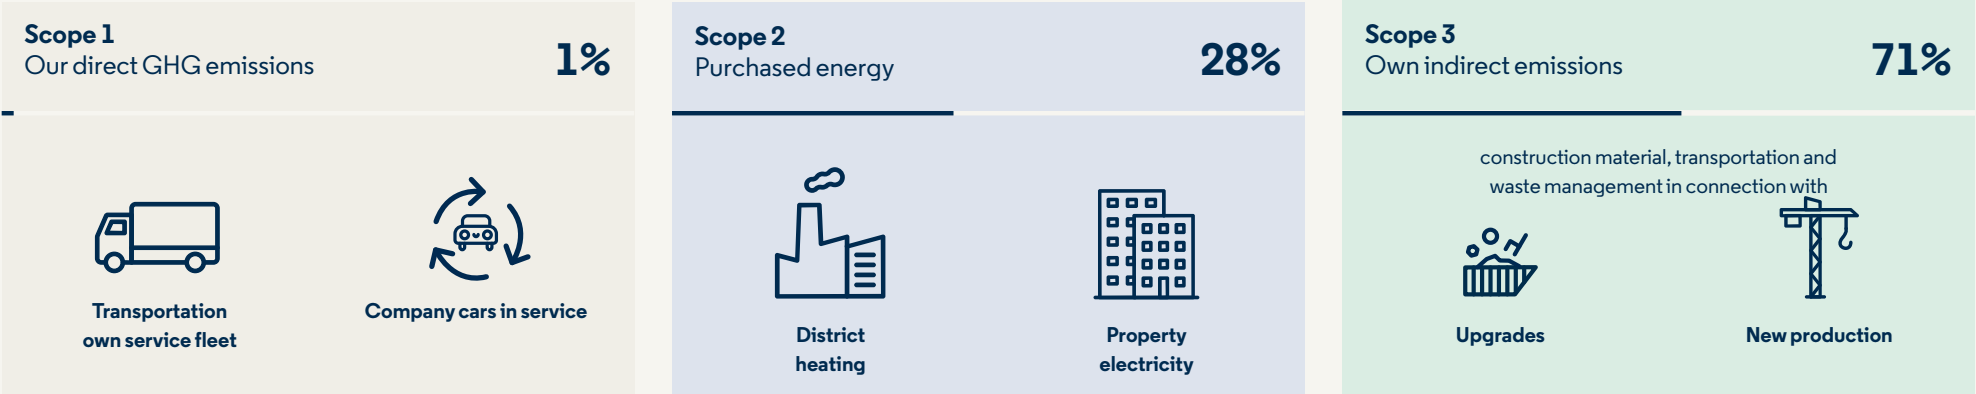 Scope 1
Our direct GHG emissions
1%
Transportation
own service fleet
Company cars in service
Scope 2
Purchased energy
28%
District
heating
Property
electricity
Scope 3
Own indirect emissions
71%
construction material, transportation and
waste management in connection with
Upgrades
New production